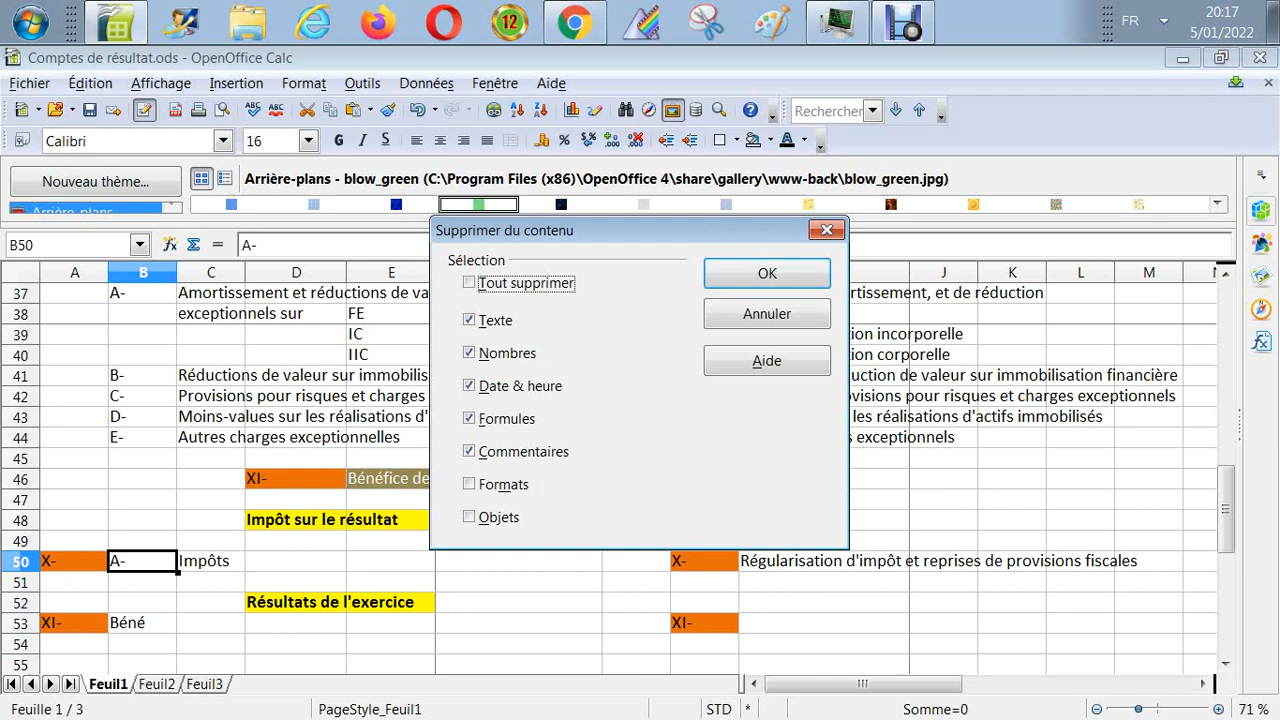 12
FR
20:17
5/01/2022
Comptes de résultat.ods - OpenOffice Calc
Fichier Édition Affichage Insertion Format Outils Données Fenêtre Aide
Rechercher
Calibri 16 G I S
Nouveau thème... Arrière-plans - blow_green (C:\Program Files (x86)\OpenOffice 4\share\gallery\www-back\blow_green.jpg)
Arrière-plans
B50 A-
A B C D E J K L M N
37 A- Amortissement et réductions de va rtissement, et de réduction
38 exceptionnels sur FE
39 IC ion incorporelle
40 IIC ion corporelle
41 B- Réductions de valeur sur immobilis duction de valeur sur immobilisation financière
42 C- Provisions pour risques et charges ovisions pour risques et charges exceptionnels
43 D- Moins-values sur les réalisations d' les réalisations d'actifs immobilisés
44 E- Autres charges exceptionnelles s exceptionnels
45
46 XI- Bénéfice de
47
48 Impôt sur le résultat
49
50 X- A- Impôts X- Régularisation d'impôt et reprises de provisions fiscales
51
52 Résultats de l'exercice
53 XI- Béné XI-
54
55
Supprimer du contenu
Sélection
Tout supprimer
Texte
Nombres
Date & heure
Formules
Commentaires
Formats
Objets
OK
Annuler
Aide
Feuil1 Feuil2 Feuil3
Feuille 1 / 3 PageStyle_Feuil1 STD * Somme=0 71 %